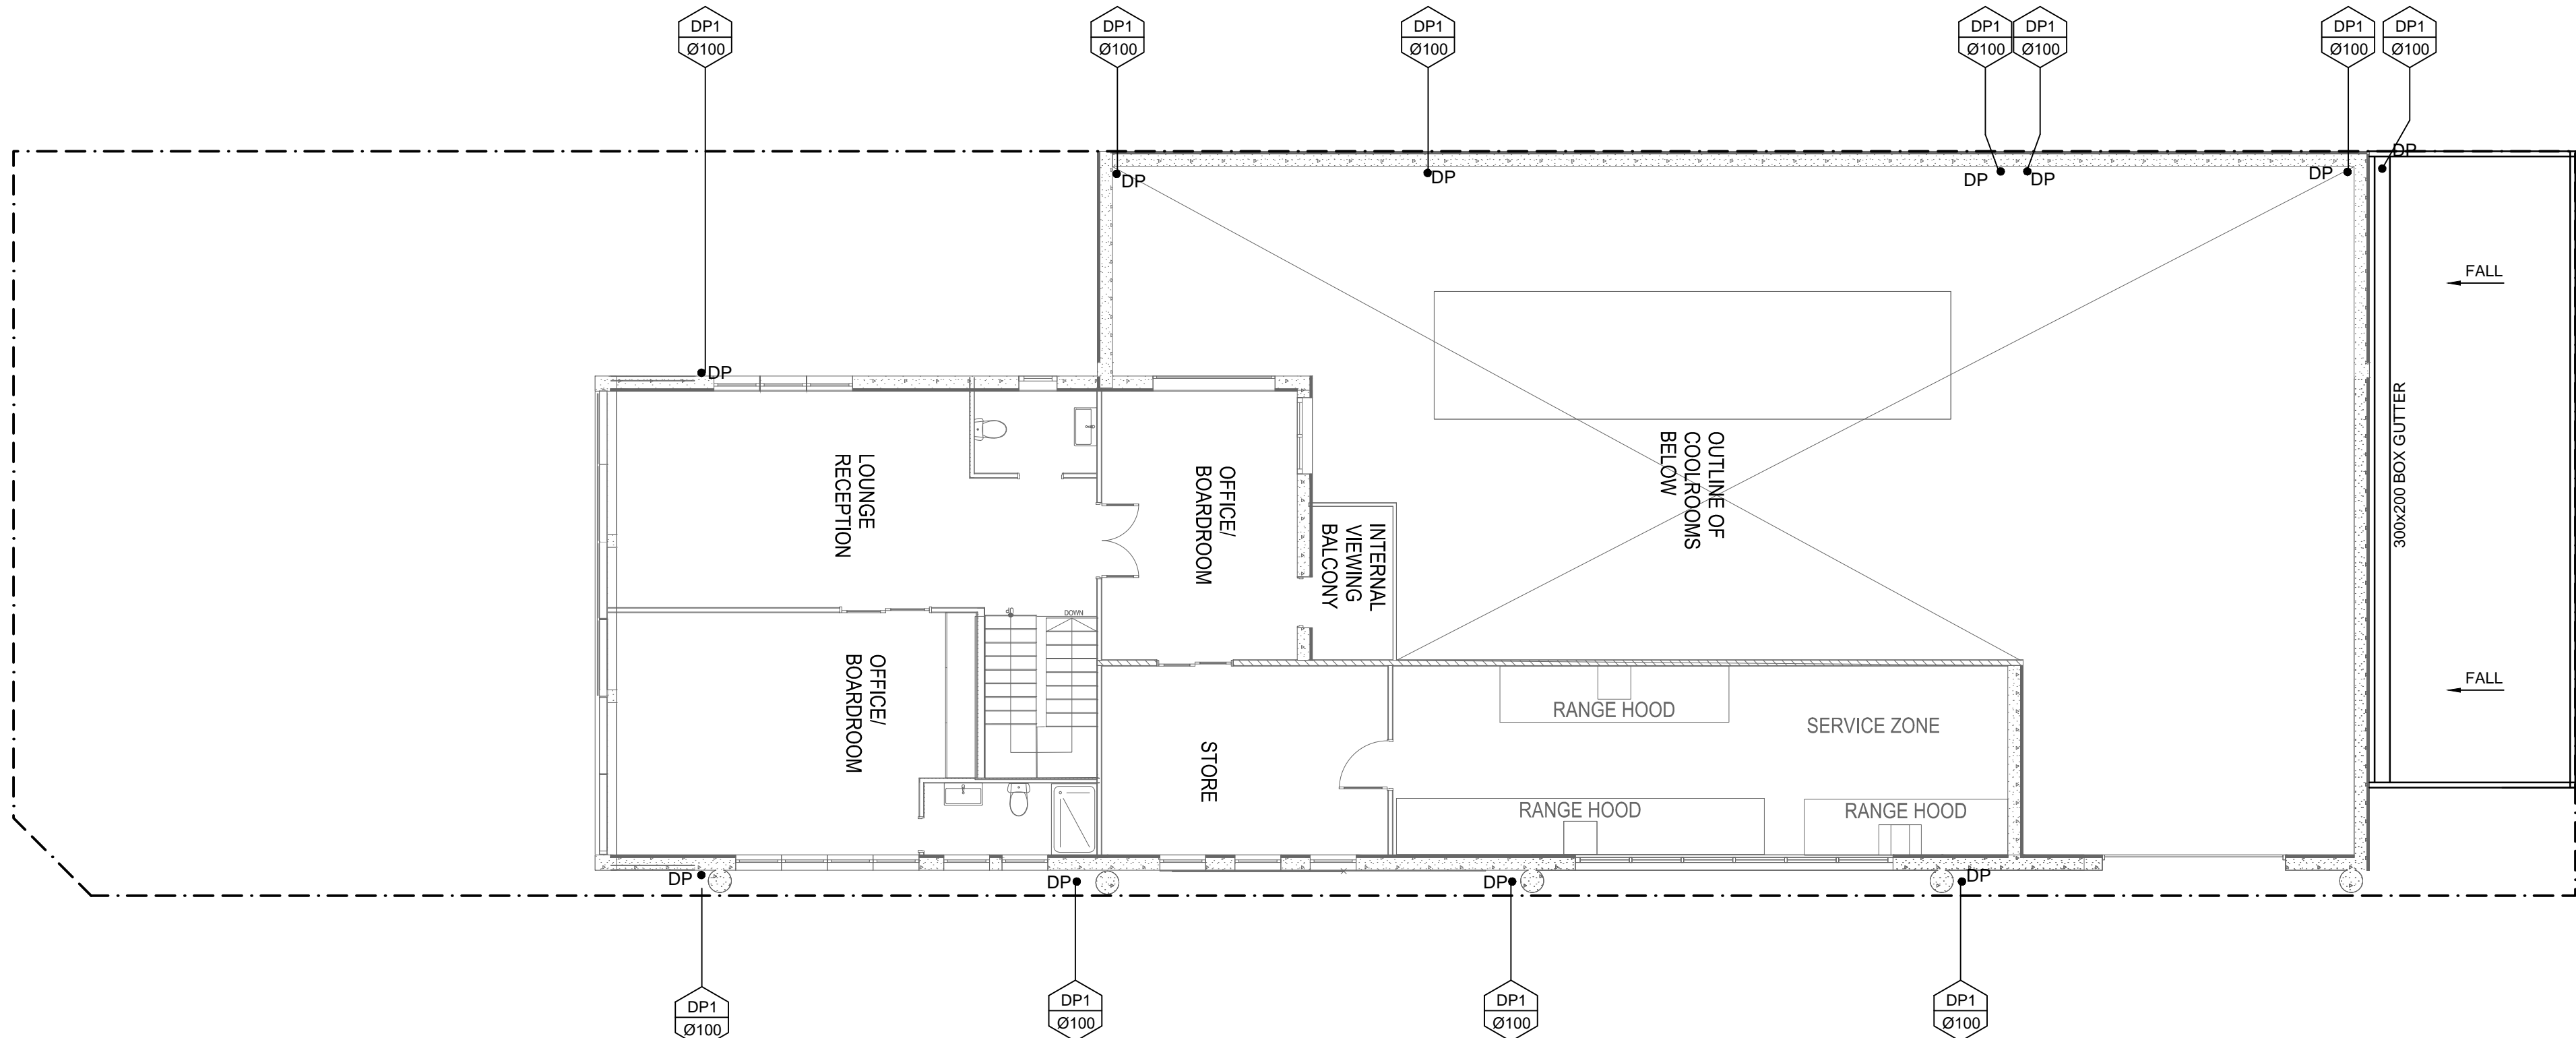 DP1
Ø100
DP1
Ø100
DP1
Ø100
DP1
Ø100
DP1
Ø100
DP1
Ø100
DP1
Ø100
DP
DP
DP
DP
DP
DP
DP
FALL
DP
300x200 BOX GUTTER
LOUNGE
RECEPTION
OFFICE/
BOARDROOM
INTERNAL
VIEWING
BALCONY
OUTLINE OF
COOLROOMS
BELOW
UP
DOWN
OFFICE/
BOARDROOM
STORE
RANGE HOOD
SERVICE ZONE
FALL
RANGE HOOD
RANGE HOOD
DP
DP
DP
DP
DP1
Ø100
DP1
Ø100
DP1
Ø100
DP1
Ø100